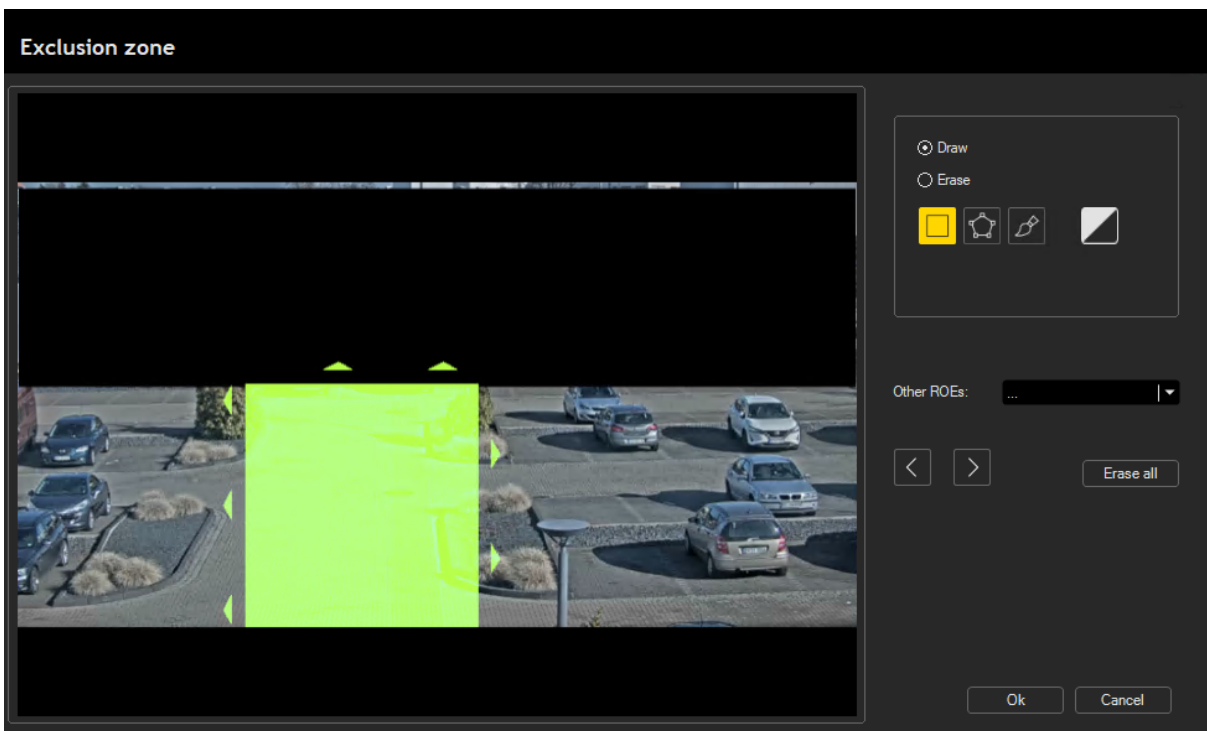 Exclusion zone
Draw
Erase
Other ROEs:
...
Erase all
Ok
Cancel